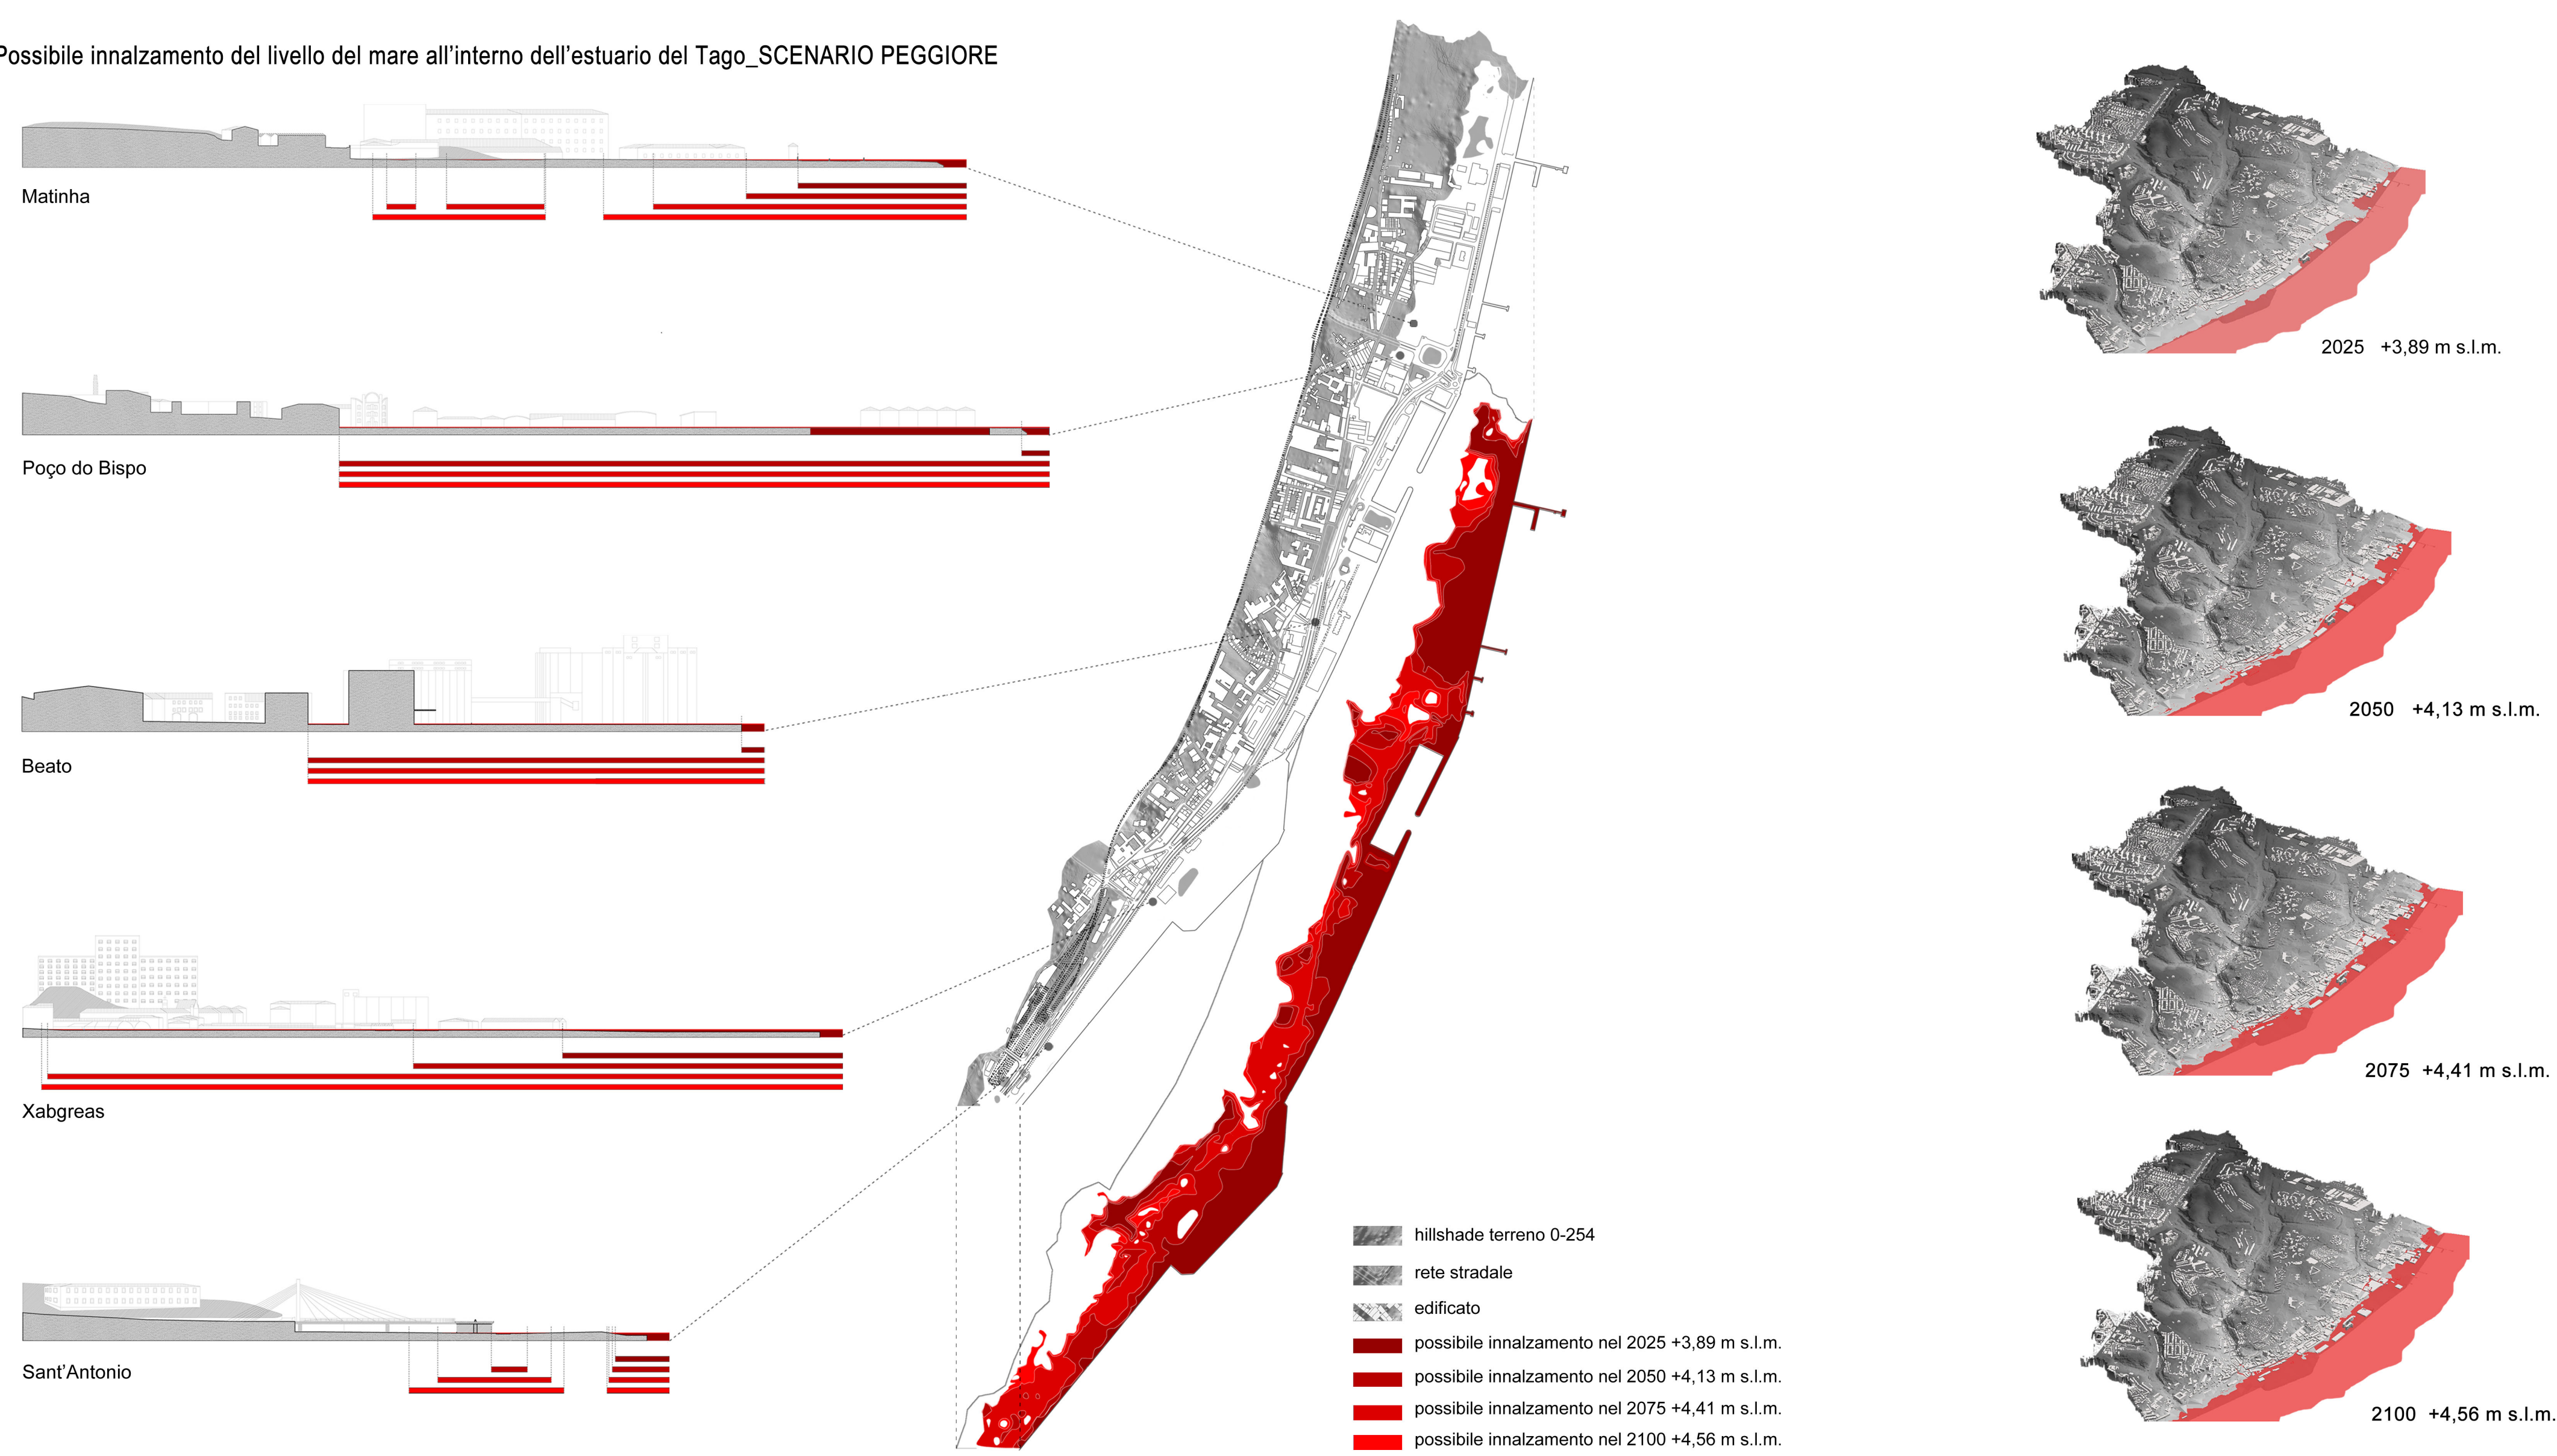 Possibile innalzamento del livello del mare all'interno dell'estuario del Tago_SCENARIO PEGGIORE
Matinha
Poço do Bispo
Beato
Xabgreas
Sant'Antonio
hillshade terreno 0-254
rete stradale
edificato
possibile innalzamento nel 2025 +3,89 m s.l.m.
possibile innalzamento nel 2050 +4,13 m s.l.m.
possibile innalzamento nel 2075 +4,41 m s.l.m.
possibile innalzamento nel 2100 +4,56 m s.l.m.
2025 +3,89 m s.l.m.
2050 +4,13 m s.l.m.
2075 +4,41 m s.l.m.
2100 +4,56 m s.l.m.